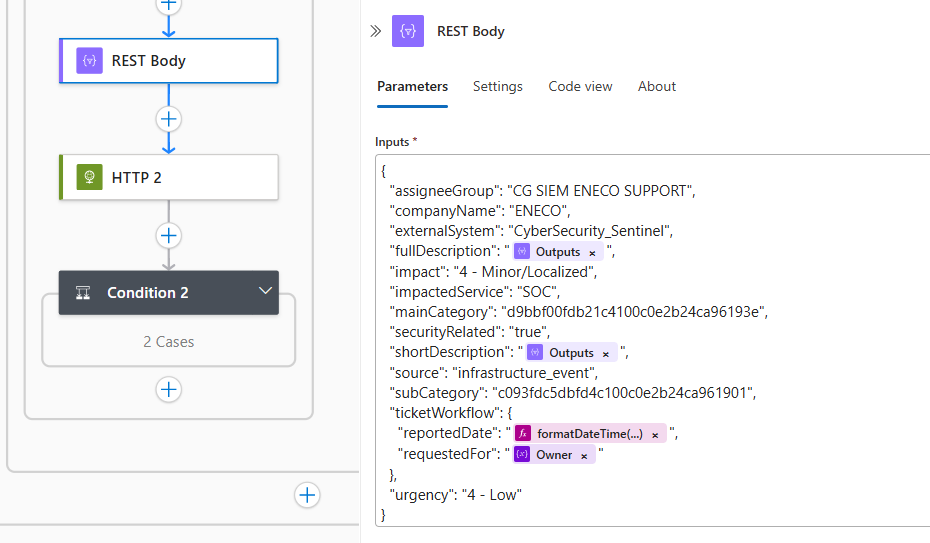 REST Body
HTTP 2
Condition 2
2 Cases
REST Body
Parameters Settings Code view About
Inputs *
{
"assigneeGroup": "CG SIEM ENECO SUPPORT",
"companyName": "ENECO",
"externalSystem": "CyberSecurity_Sentinel",
"fullDescription": " Outputs × ",
"impact": "4 - Minor/Localized",
"impactedService": "SOC",
"mainCategory": "d9bbf00fdb21c4100c0e2b24ca96193e",
"securityRelated": "true",
"shortDescription": " Outputs × ",
"source": "infrastructure_event",
"subCategory": "c093fdc5dbfd4c100c0e2b24ca961901",
"ticketWorkflow": {
"reportedDate": " fx formatDateTime(...) × ",
"requestedFor": " {x} Owner × "
},
"urgency": "4 - Low"
}